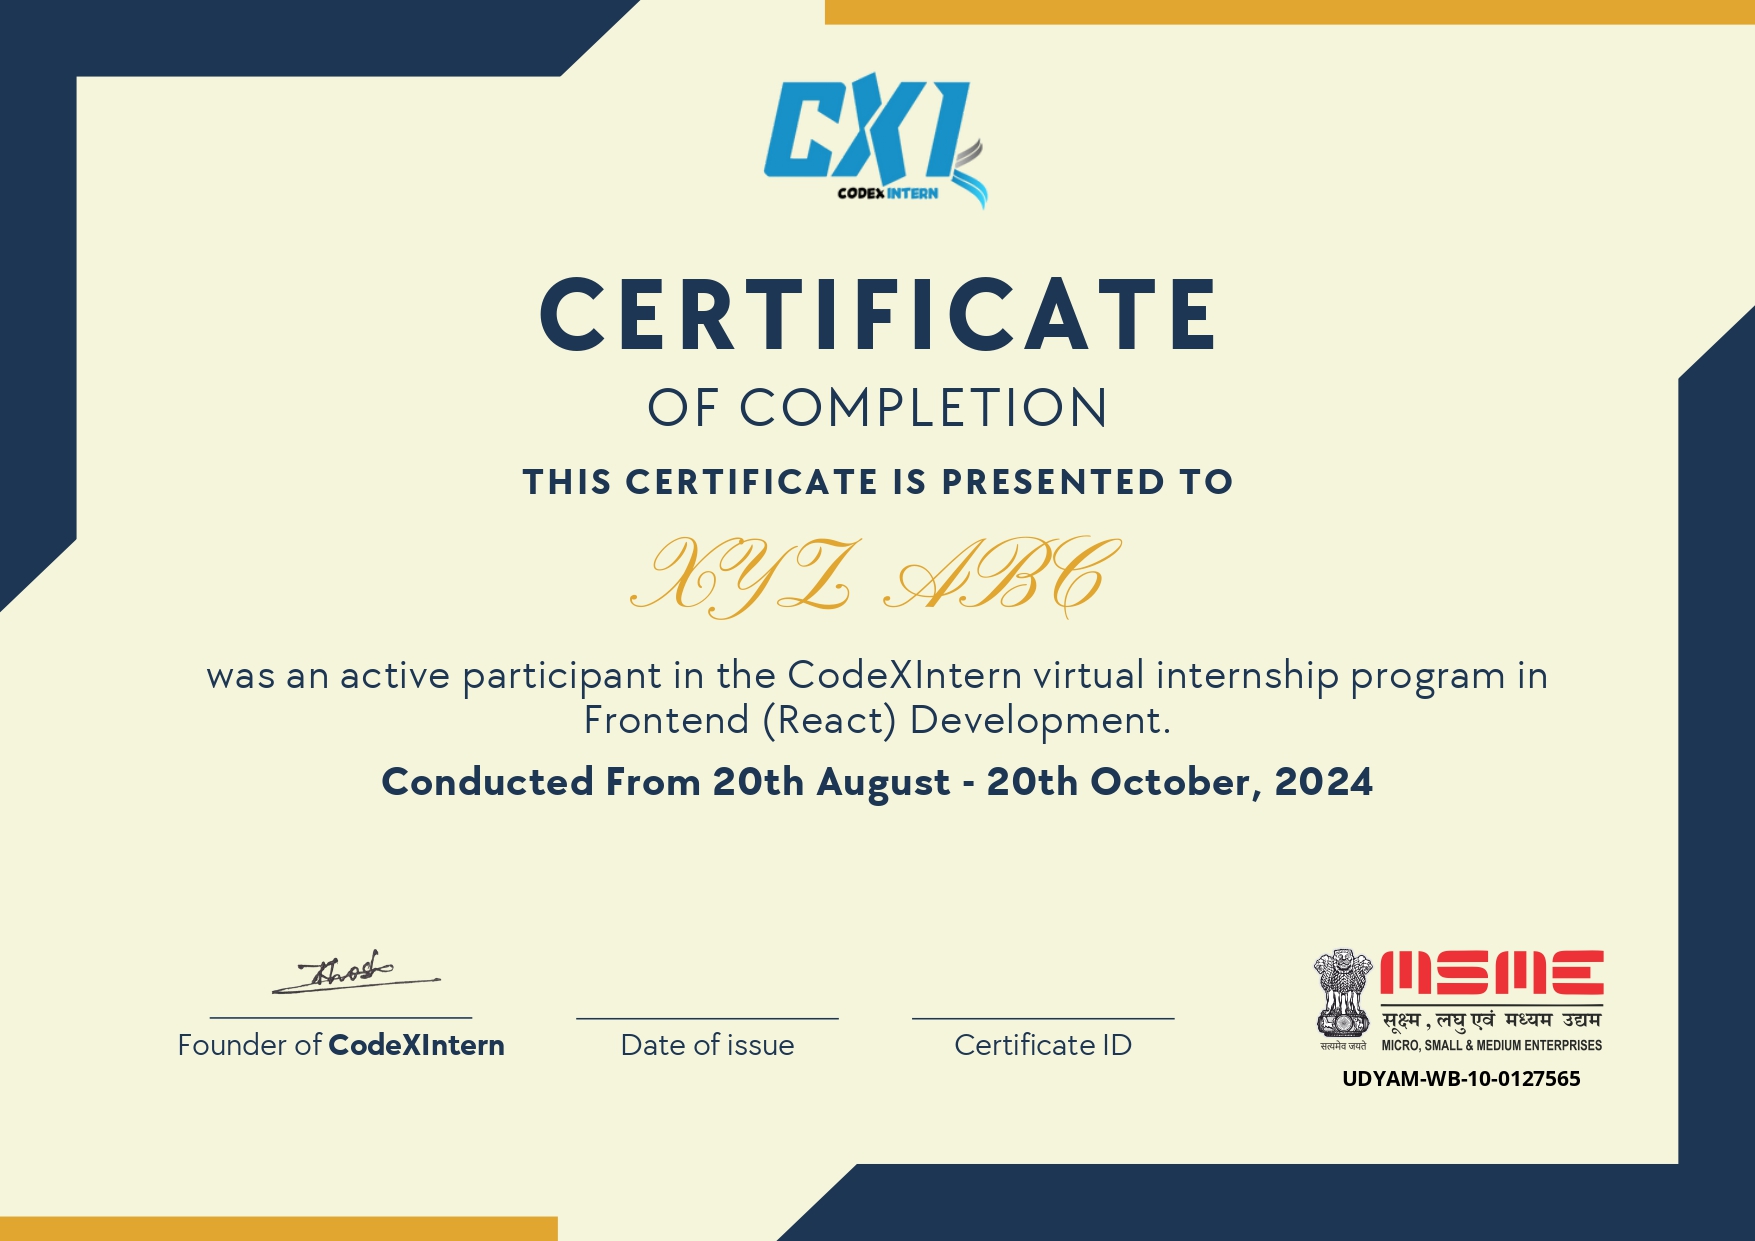 CXI
CODEXINTERN
CERTIFICATE
OF COMPLETION
THIS CERTIFICATE IS PRESENTED TO
XYZ ABC
was an active participant in the CodeXIntern virtual internship program in
Frontend (React) Development.
Conducted From 20th August - 20th October, 2024
Founder of CodeXIntern
Date of issue
Certificate ID
MSME
सूक्ष्म , लघु एवं मध्यम उद्यम
सत्यमेव जयते
MICRO, SMALL & MEDIUM ENTERPRISES
UDYAM-WB-10-0127565